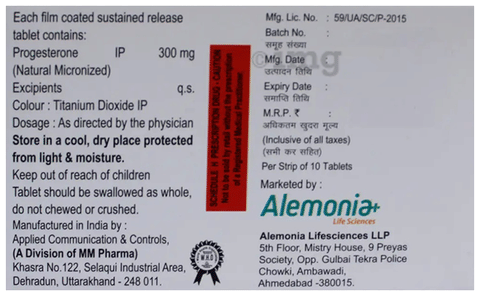 Each film coated sustained release
tablet contains:
Progesterone IP 300 mg
(Natural Micronized)
Excipients q.s.
Colour : Titanium Dioxide IP
Dosage : As directed by the physician
Store in a cool, dry place protected
from light & moisture.
Keep out of reach of children
Tablet should be swallowed as whole,
do not chewed or crushed.
Manufactured in India by :
Applied Communication & Controls,
(A Division of MM Pharma)
Khasra No.122, Selaqui Industrial Area,
Dehradun, Uttarakhand - 248 011.
SCHEDULE H PRESCRIPTION DRUG - CAUTION
Not to be sold by retail without the prescription
of a Registered Medical Practitioner.
Mfg. Lic. No. : 59/UA/SC/P-2015
Batch No. :
समूह संख्या
Mfg. Date :
उत्पादन तिथि
Expiry Date :
समाप्ति तिथि
M.R.P. ₹ :
अधिकतम खुदरा मूल्य
(Inclusive of all taxes)
(सभी कर सहित)
Per Strip of 10 Tablets
Marketed by :
Alemonia+
Life Sciences
Alemonia Lifesciences LLP
5th Floor, Mistry House, 9 Preyas
Society, Opp. Gulbai Tekra Police
Chowki, Ambawadi,
Ahmedabad -380015.